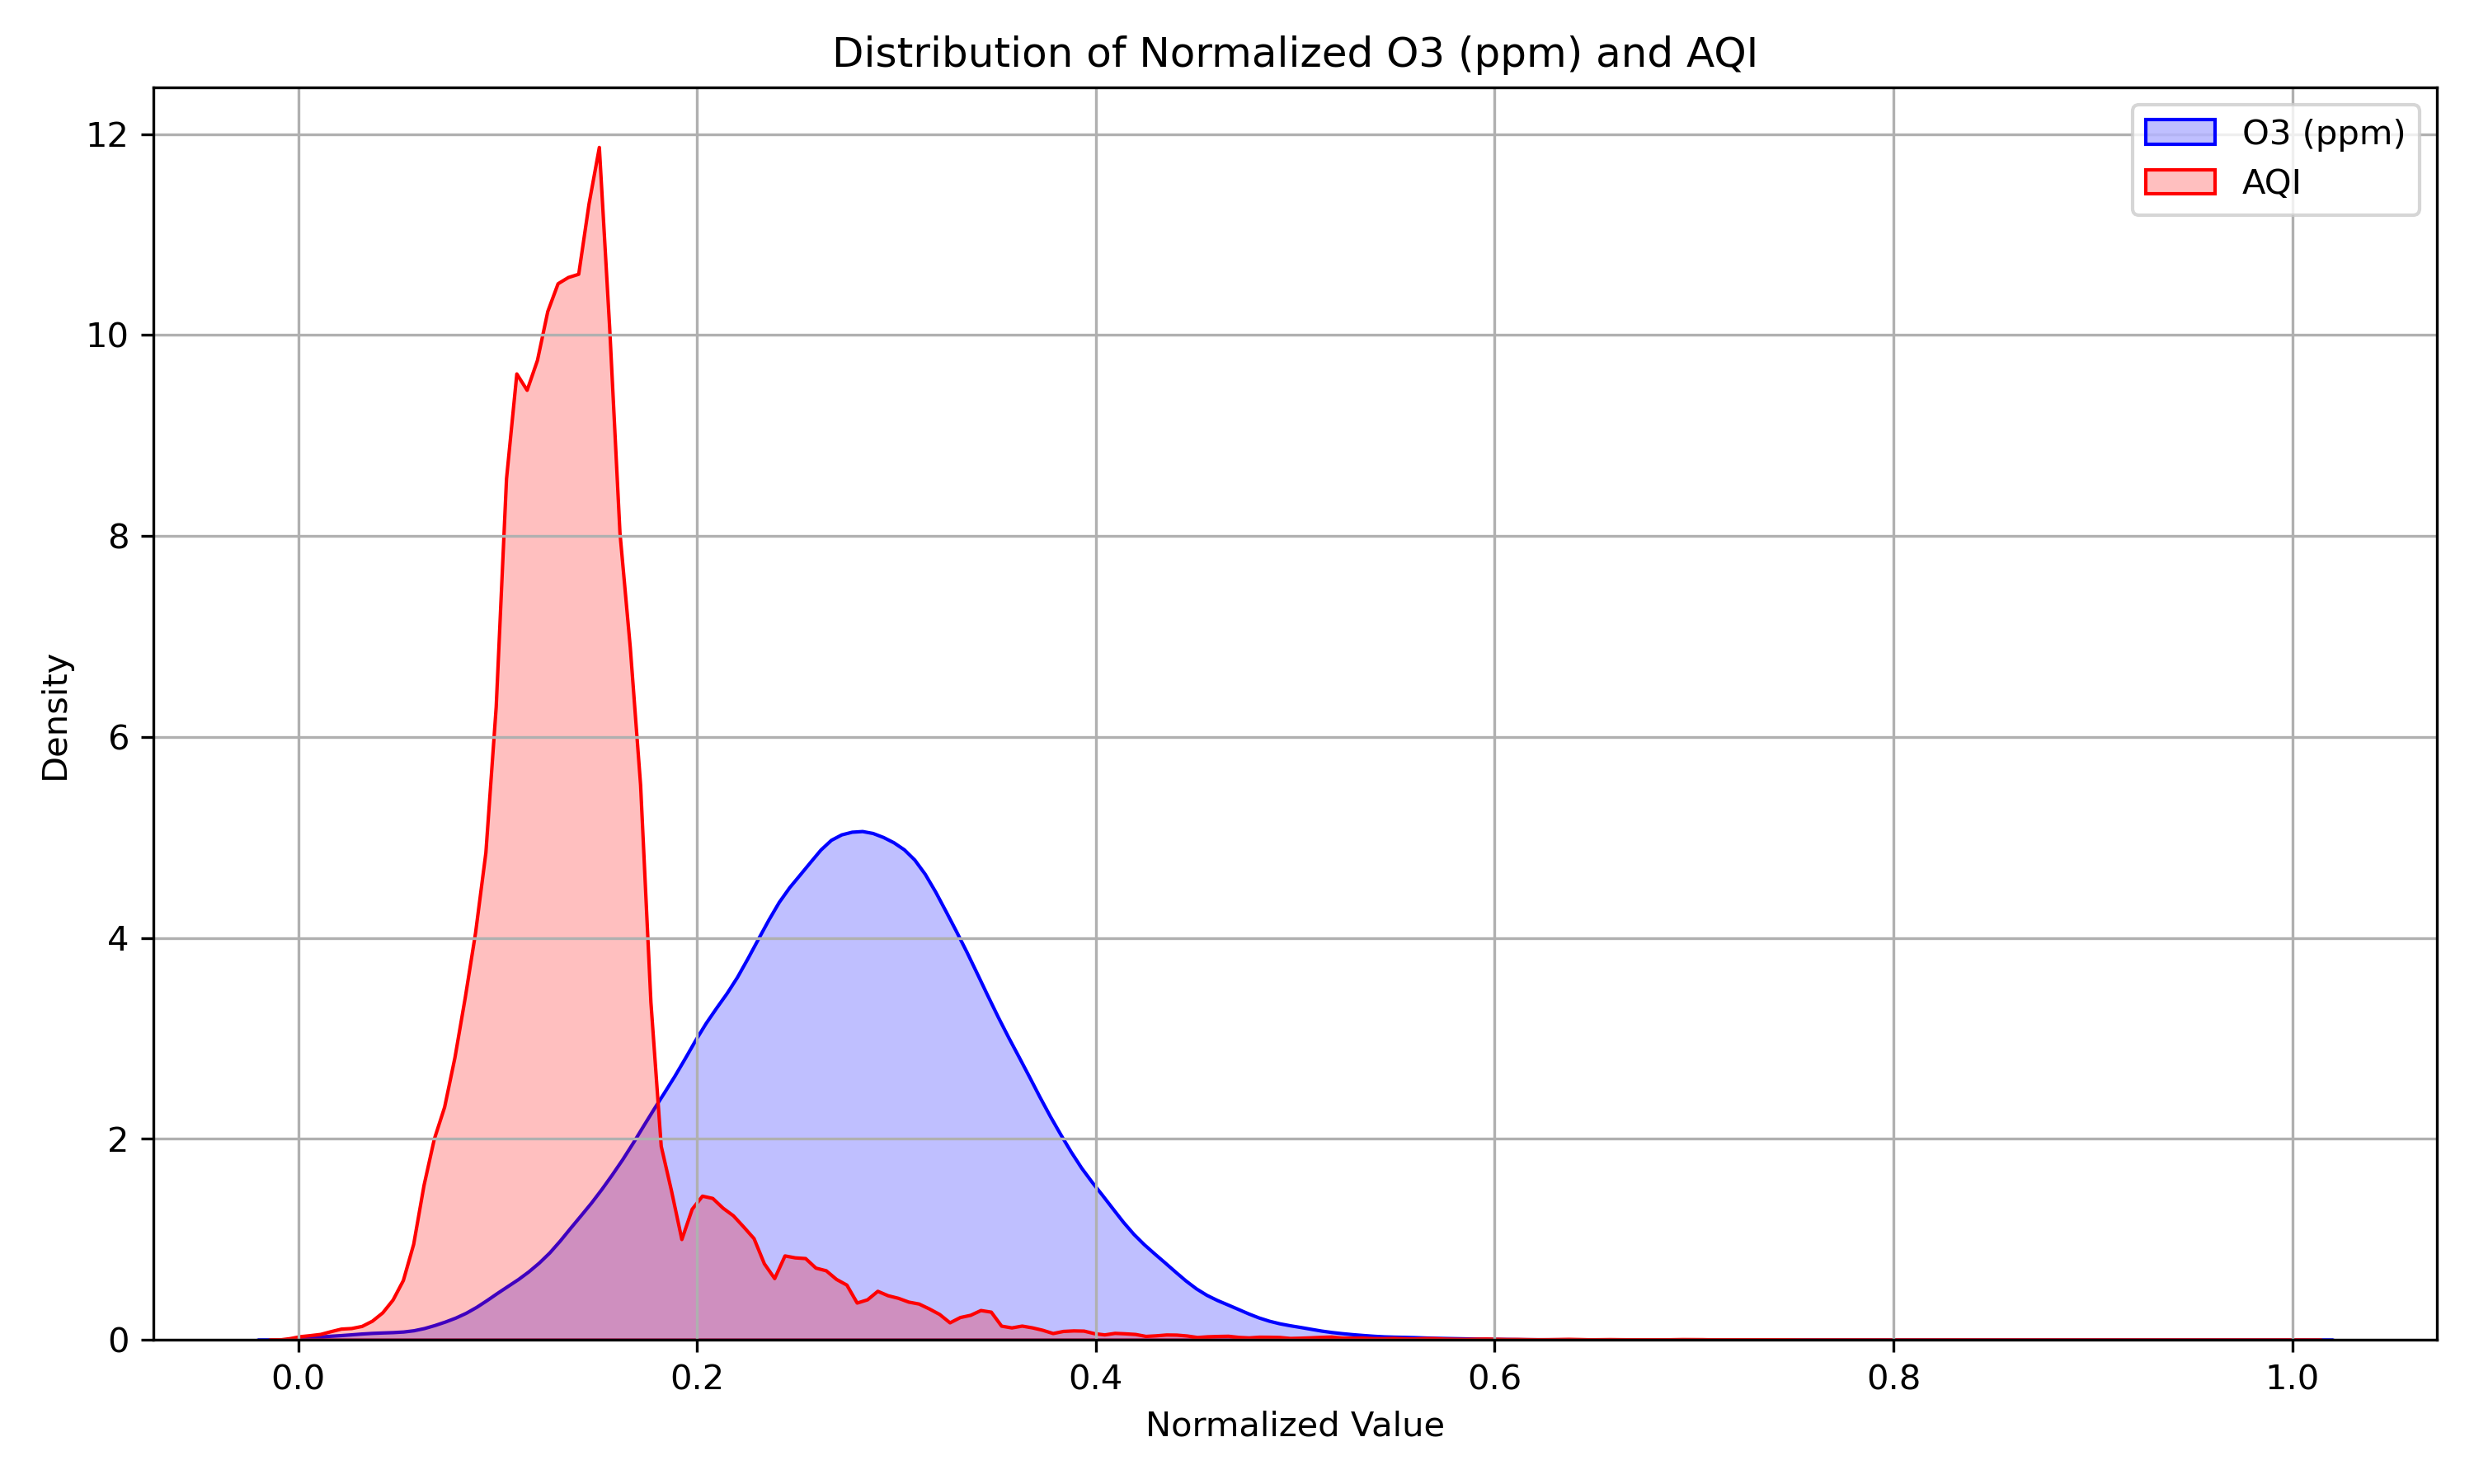 Distribution of Normalized O3 (ppm) and AQI
O3 (ppm)
AQI
Density
12
10
8
6
4
2
0
0.0 0.2 0.4 0.6 0.8 1.0
Normalized Value